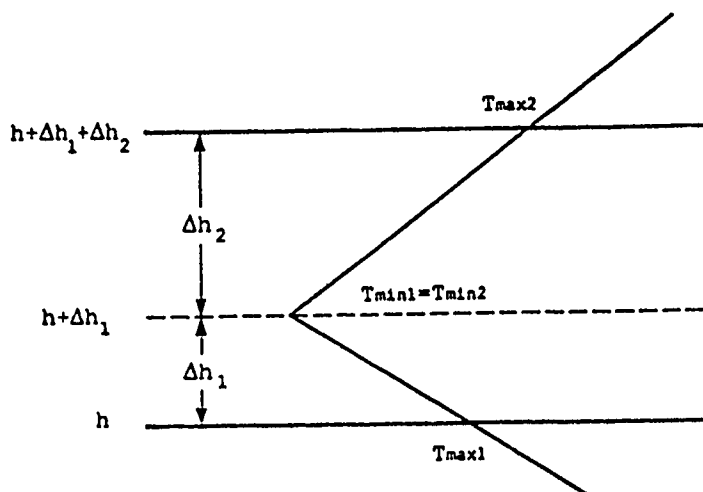 Tmax2
h+Δh₁+Δh₂
Δh₂
Tmin1=Tmin2
h+Δh₁
Δh₁
h
Tmax1